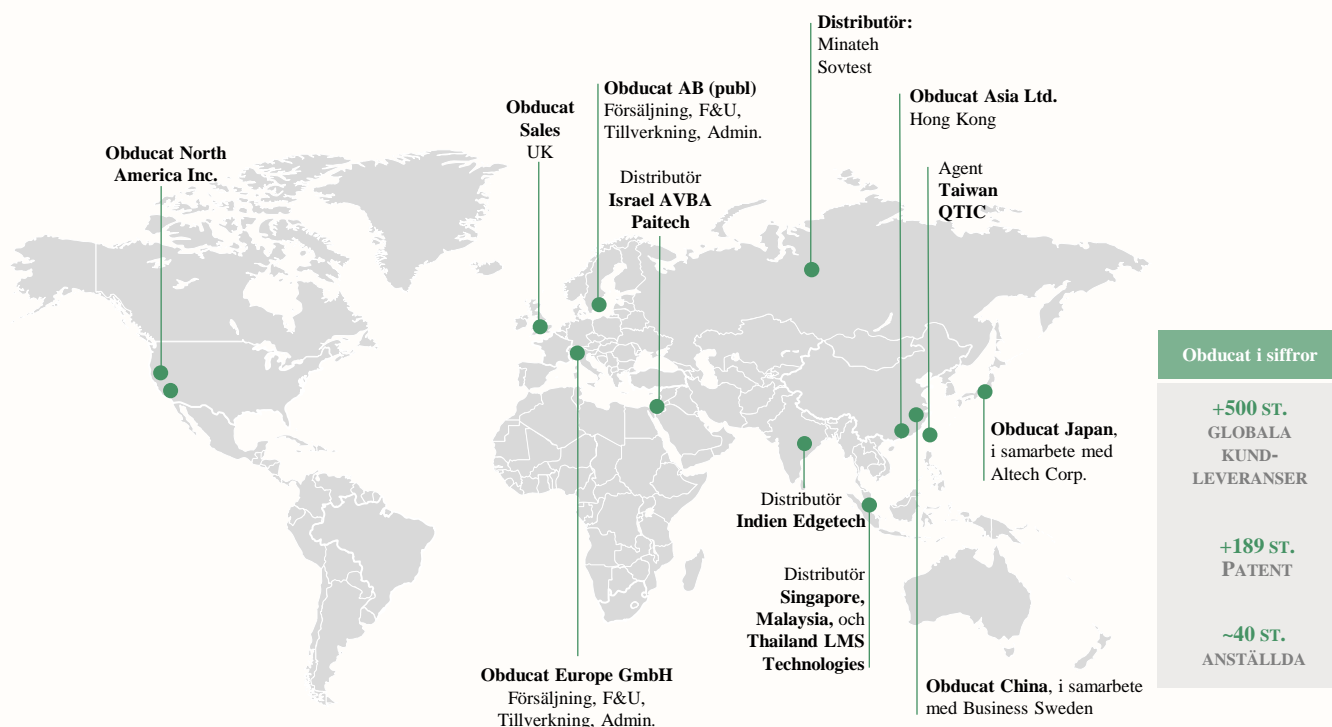 Distributör:
Minateh
Sovtest
Obducat AB (publ)
Försäljning, F&U,
Tillverkning, Admin.
Obducat Asia Ltd.
Hong Kong
Obducat
Sales
UK
Obducat North
America Inc.
Distributör
Israel AVBA
Paitech
Agent
Taiwan
QTIC
Obducat i siffror
+500 ST.
GLOBALA
KUND-
LEVERANSER
+189 ST.
PATENT
~40 ST.
ANSTÄLLDA
Obducat Japan,
i samarbete med
Altech Corp.
Distributör
Indien Edgetech
Distributör
Singapore,
Malaysia, och
Thailand LMS
Technologies
Obducat Europe GmbH
Försäljning, F&U,
Tillverkning, Admin.
Obducat China, i samarbete
med Business Sweden